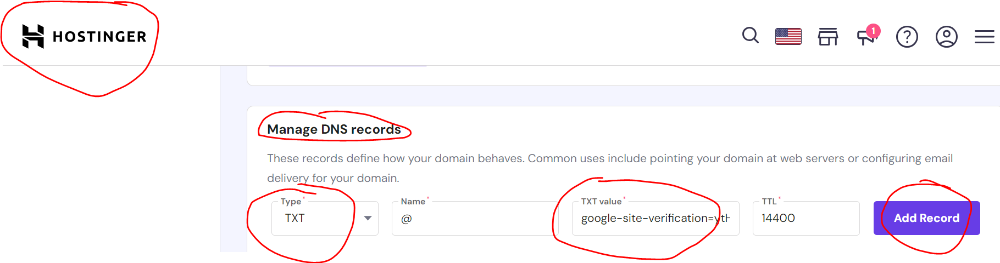 HOSTINGER
1
Manage DNS records
These records define how your domain behaves. Common uses include pointing your domain at web servers or configuring email
delivery for your domain.
Type* Name* TXT value* TTL*
TXT @ google-site-verification=ytH 14400 Add Record